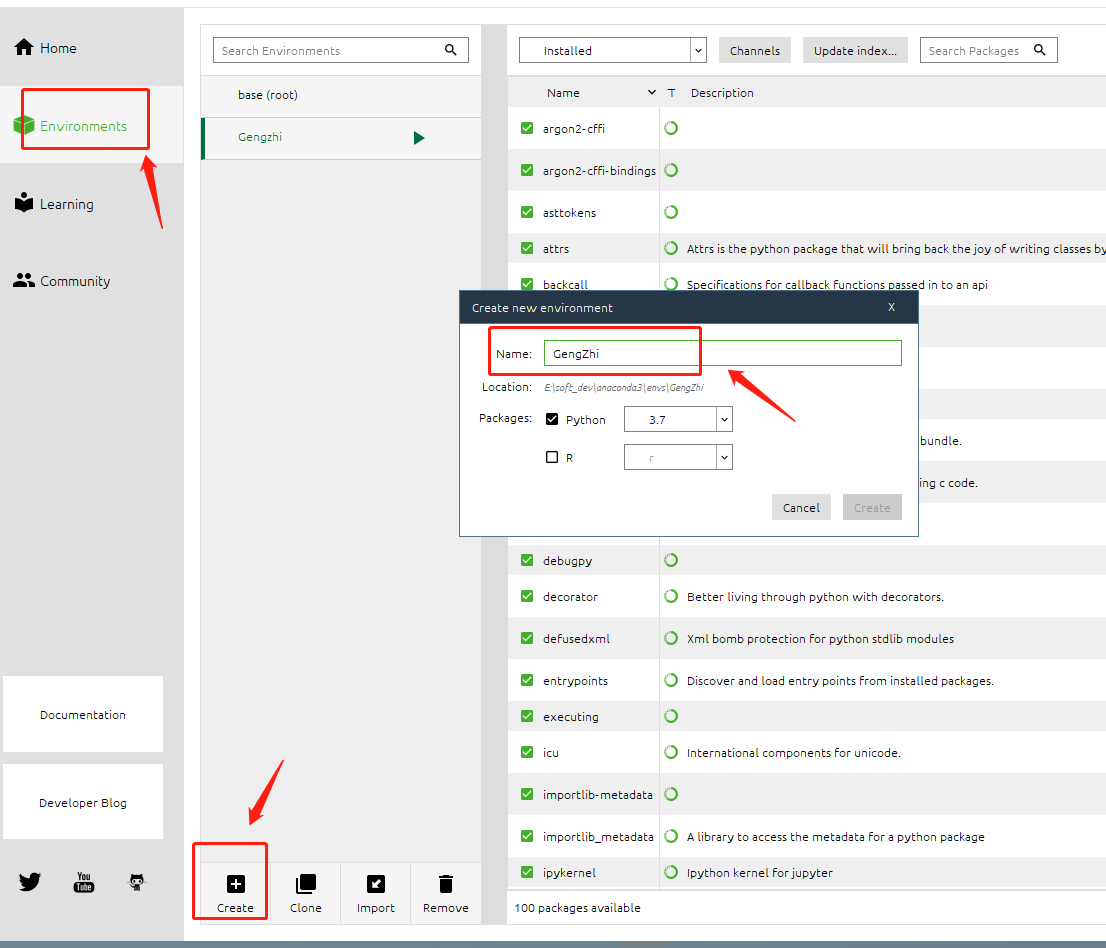 Home
Environments
Learning
Community
Documentation
Developer Blog
You
Tube
Search Environments
base (root)
Gengzhi
Create
Clone
Import
Remove
Installed
Channels
Update index...
Search Packages
Name
T
Description
argon2-cffi
argon2-cffi-bindings
asttokens
attrs
Attrs is the python package that will bring back the joy of writing classes by
backcall
Specifications for callback functions passed in to an api
Create new environment
X
Name:
GengZhi
Location:
E:\soft_dev\anaconda3\envs\GengZhi
Packages:
Python
3.7
R
r
Cancel
Create
bundle.
ing c code.
debugpy
decorator
Better living through python with decorators.
defusedxml
Xml bomb protection for python stdlib modules
entrypoints
Discover and load entry points from installed packages.
executing
icu
International components for unicode.
importlib-metadata
importlib_metadata
A library to access the metadata for a python package
ipykernel
Ipython kernel for jupyter
100 packages available